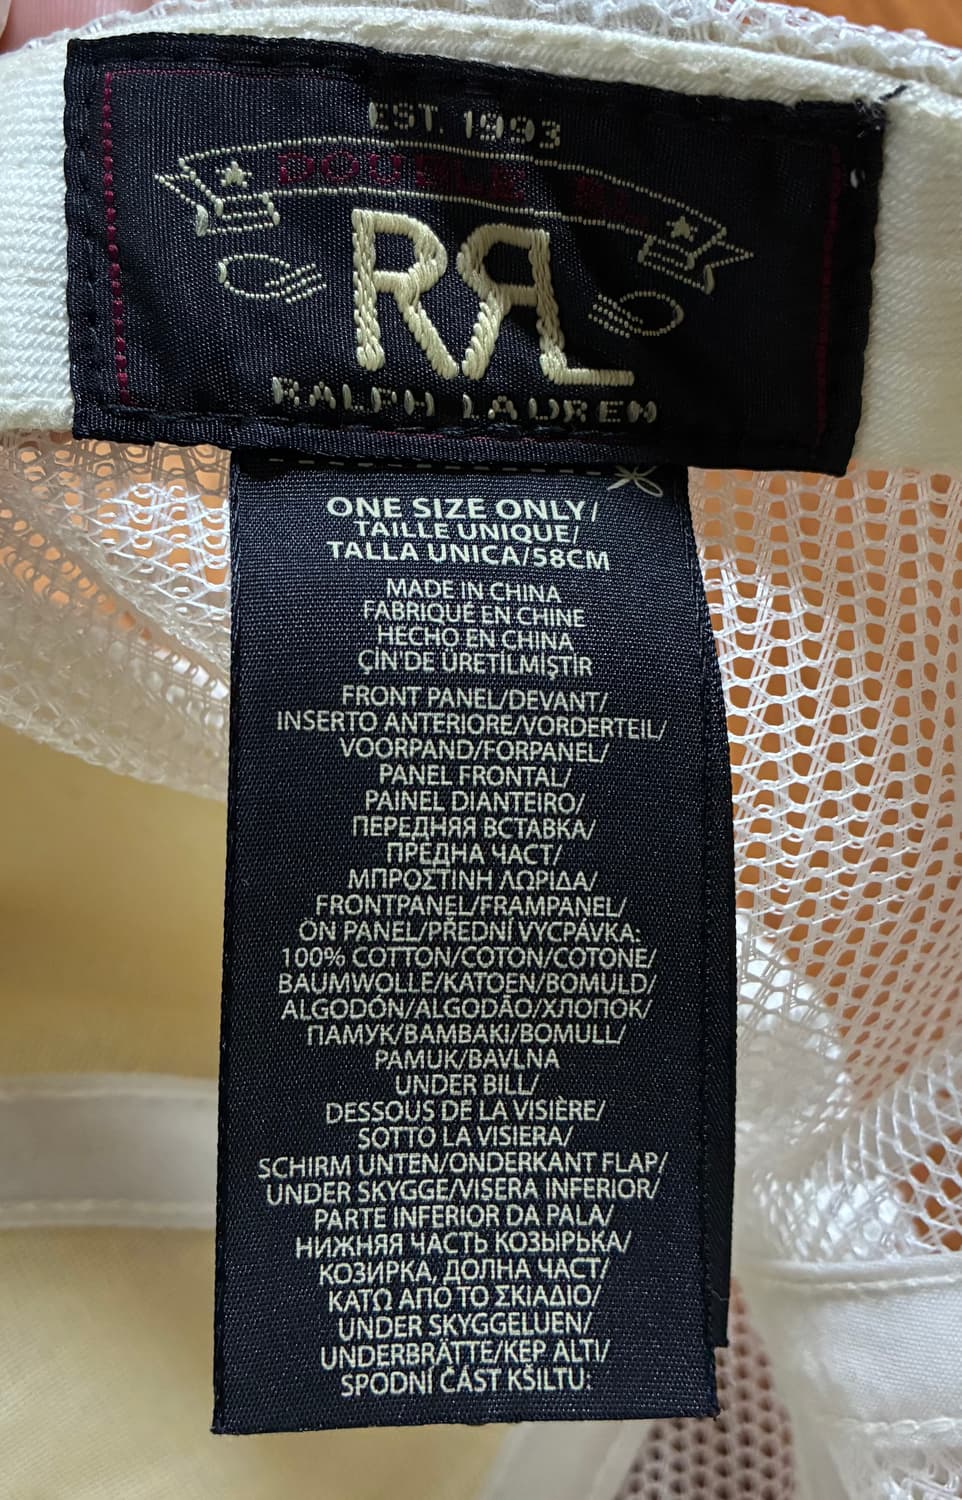 EST. 1993
DOUBLE RL
RRL
RALPH LAUREN
ONE SIZE ONLY/
TAILLE UNIQUE/
TALLA UNICA/58CM
MADE IN CHINA
FABRIQUÉ EN CHINE
HECHO EN CHINA
ÇİN'DE ÜRETİLMİŞTİR
FRONT PANEL/DEVANT/
INSERTO ANTERIORE/VORDERTEIL/
VOORPAND/FORPANEL/
PANEL FRONTAL/
PAINEL DIANTEIRO/
ПЕРЕДНЯЯ ВСТАВКА/
ПРЕДНА ЧАСТ/
ΜΠΡΟΣΤΙΝΗ ΛΩΡΙΔΑ/
FRONTPANEL/FRAMPANEL/
ÖN PANEL/PŘEDNÍ VYCPÁVKA:
100% COTTON/COTON/COTONE/
BAUMWOLLE/KATOEN/BOMULD/
ALGODÓN/ALGODÃO/ХЛОПОК/
ПАМУК/ΒΑΜΒΑΚΙ/BOMULL/
PAMUK/BAVLNA
UNDER BILL/
DESSOUS DE LA VISIÈRE/
SOTTO LA VISIERA/
SCHIRM UNTEN/ONDERKANT FLAP/
UNDER SKYGGE/VISERA INFERIOR/
PARTE INFERIOR DA PALA/
НИЖНЯЯ ЧАСТЬ КОЗЫРЬКА/
КОЗИРКА, ДОЛНА ЧАСТ/
ΚΑΤΩ ΑΠΟ ΤΟ ΣΚΙΑΔΙΟ/
UNDER SKYGGELUEN/
UNDERBRÄTTE/KEP ALTI/
SPODNÍ ČÁST KŠILTU: